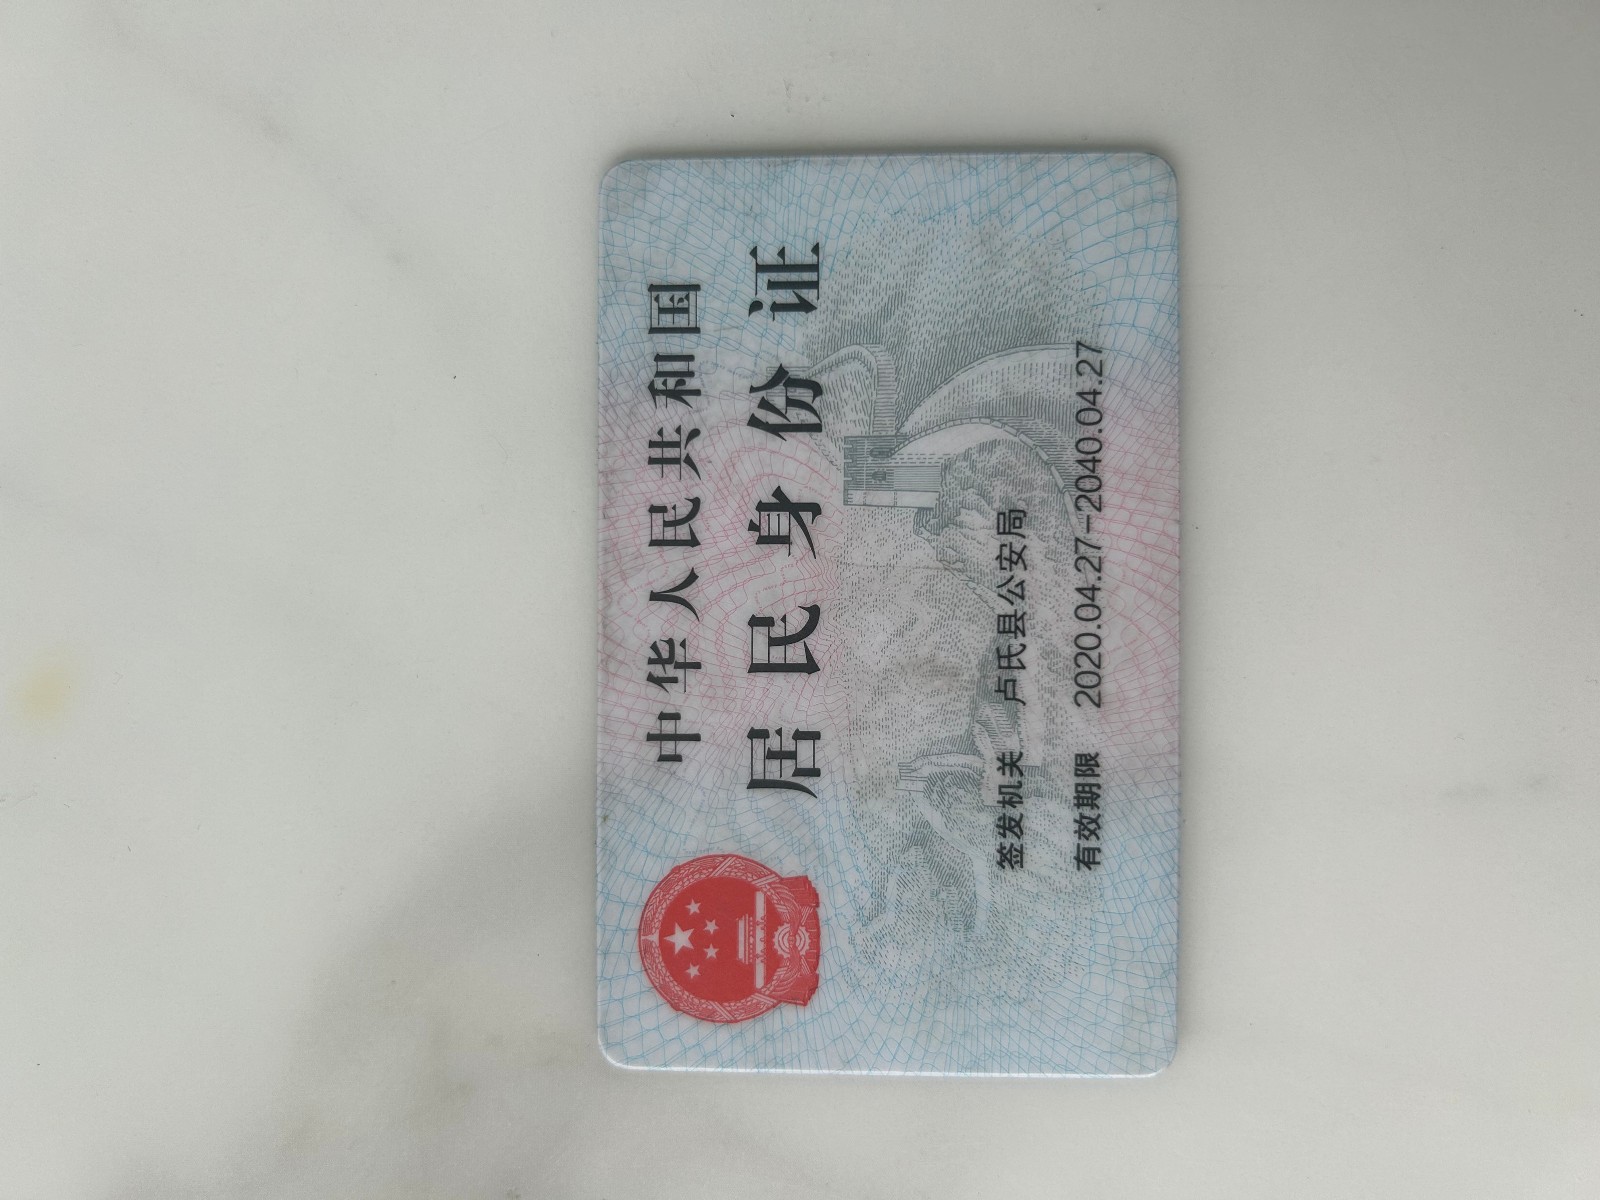 中华人民共和国
居民身份证
签发机关 卢氏县公安局
有效期限 2020.04.27-2040.04.27